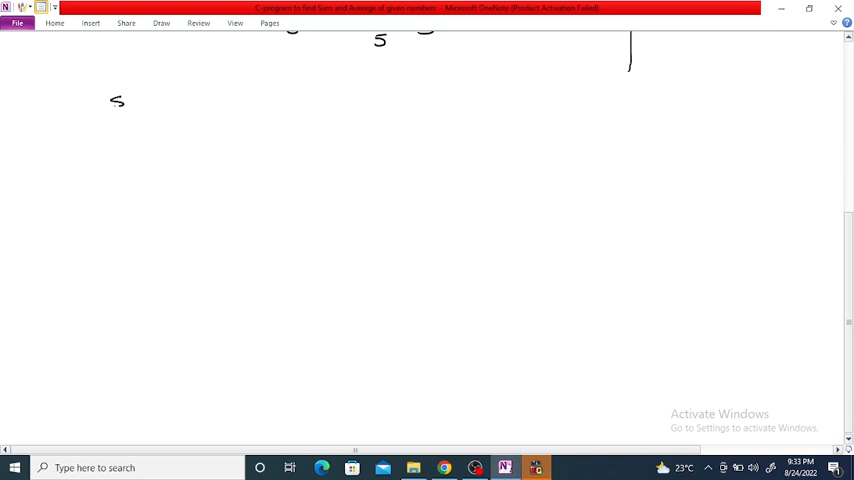 C-program to find Sum and Average of given numbers - Microsoft OneNote (Product Activation Failed)
File Home Insert Share Draw Review View Pages
5
s
Activate Windows
Go to Settings to activate Windows.
Type here to search
23°C
9:33 PM
8/24/2022